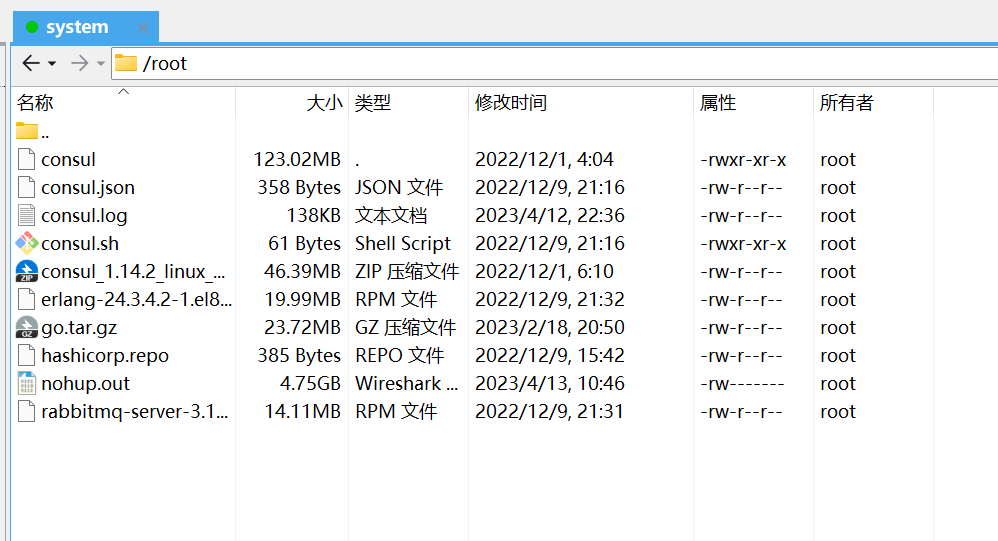 system
/root
名称 大小 类型 修改时间 属性 所有者
..
consul 123.02MB . 2022/12/1, 4:04 -rwxr-xr-x root
consul.json 358 Bytes JSON 文件 2022/12/9, 21:16 -rw-r--r-- root
consul.log 138KB 文本文档 2023/4/12, 22:36 -rw-r--r-- root
consul.sh 61 Bytes Shell Script 2022/12/9, 21:16 -rwxr-xr-x root
consul_1.14.2_linux_... 46.39MB ZIP 压缩文件 2022/12/1, 6:10 -rw-r--r-- root
erlang-24.3.4.2-1.el8... 19.99MB RPM 文件 2022/12/9, 21:32 -rw-r--r-- root
go.tar.gz 23.72MB GZ 压缩文件 2023/2/18, 20:50 -rw-r--r-- root
hashicorp.repo 385 Bytes REPO 文件 2022/12/9, 15:42 -rw-r--r-- root
nohup.out 4.75GB Wireshark ... 2023/4/13, 10:46 -rw------- root
rabbitmq-server-3.1... 14.11MB RPM 文件 2022/12/9, 21:31 -rw-r--r-- root